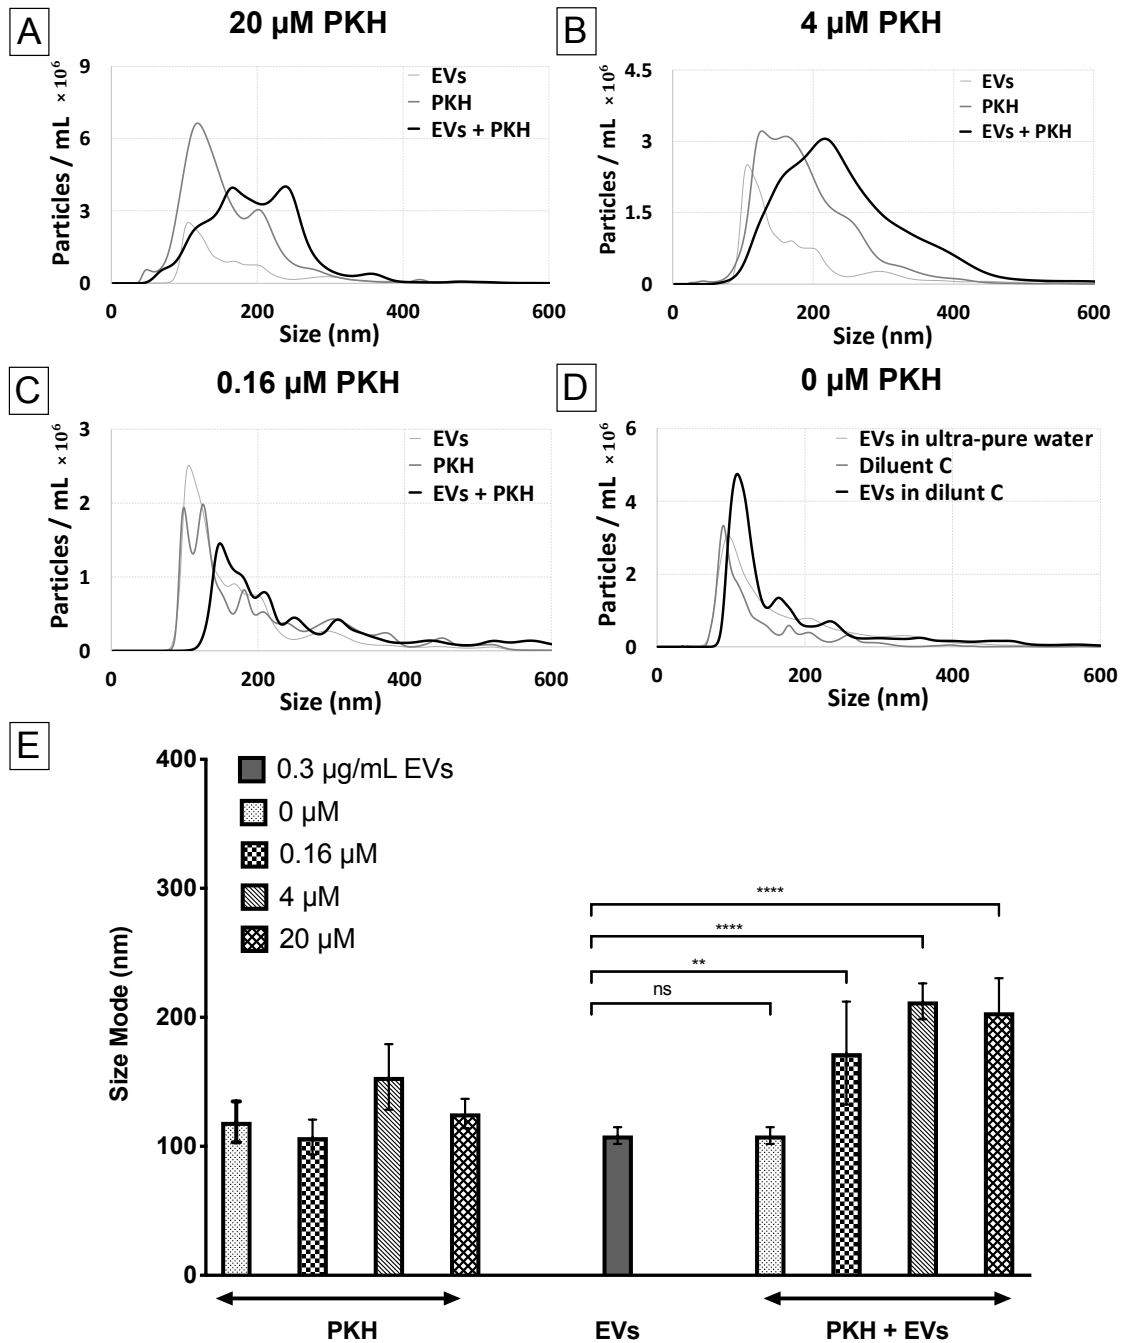 A
20 µM PKH
Particles / mL × 10⁶
9
6
3
0
EVs
PKH
EVs + PKH
0 200 400 600
Size (nm)
B
4 µM PKH
Particles / mL × 10⁶
4.5
3
1.5
0
EVs
PKH
EVs + PKH
0 200 400 600
Size (nm)
C
0.16 µM PKH
Particles / mL × 10⁶
3
2
1
0
EVs
PKH
EVs + PKH
0 200 400 600
Size (nm)
D
0 µM PKH
Particles / mL × 10⁶
6
4
2
0
EVs in ultra-pure water
Diluent C
EVs in dilunt C
0 200 400 600
Size (nm)
E
Size Mode (nm)
400
300
200
100
0
0.3 µg/mL EVs
0 µM
0.16 µM
4 µM
20 µM
****
****
**
ns
PKH EVs PKH + EVs